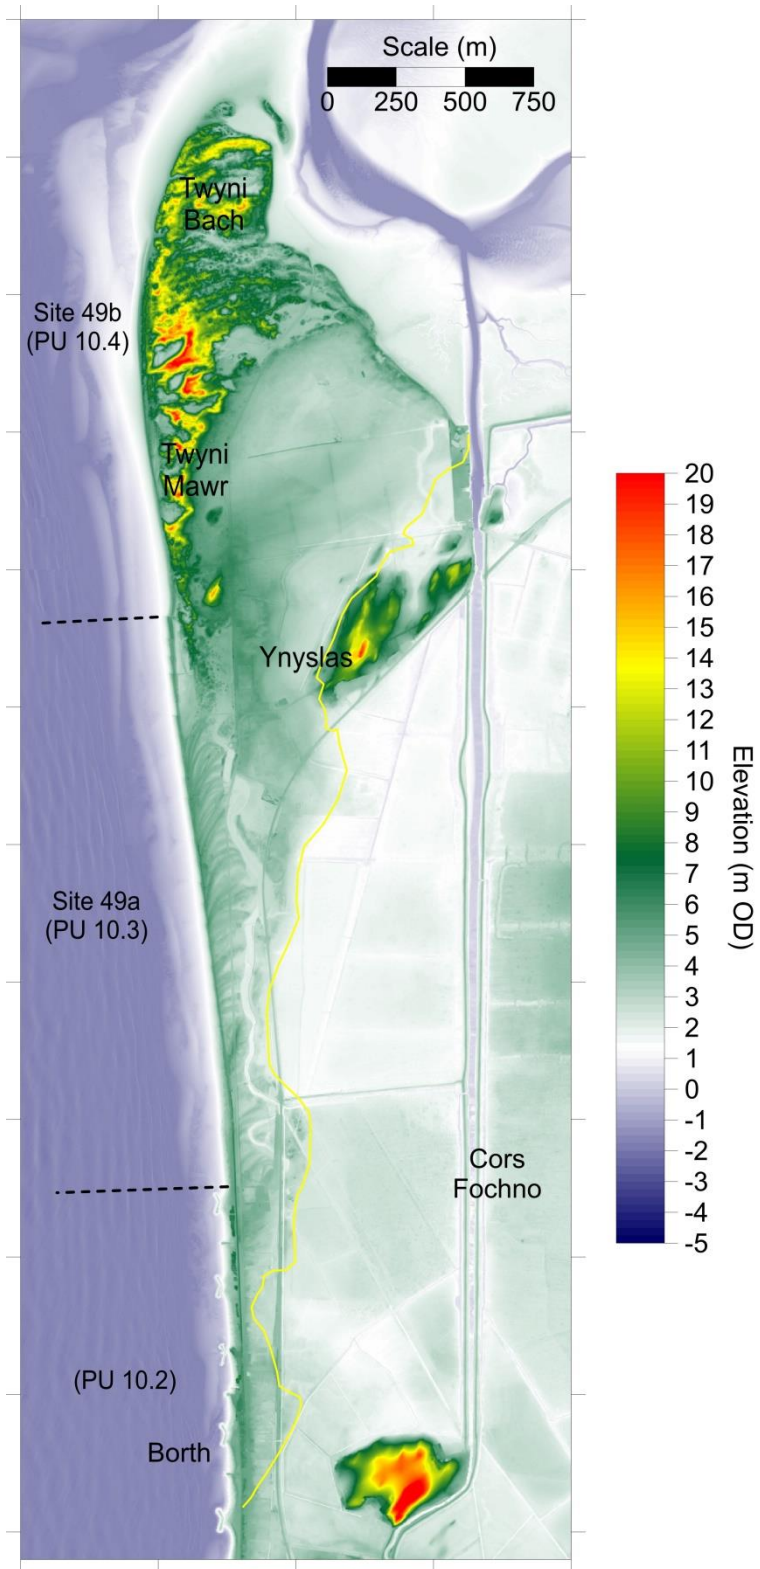 Scale (m)
0 250 500 750
Twyni
Bach
Site 49b
(PU 10.4)
Twyni
Mawr
Ynyslas
Site 49a
(PU 10.3)
Cors
Fochno
(PU 10.2)
Borth
20
19
18
17
16
15
14
13
12
11
10
9
8
7
6
5
4
3
2
1
0
-1
-2
-3
-4
-5
Elevation (m OD)